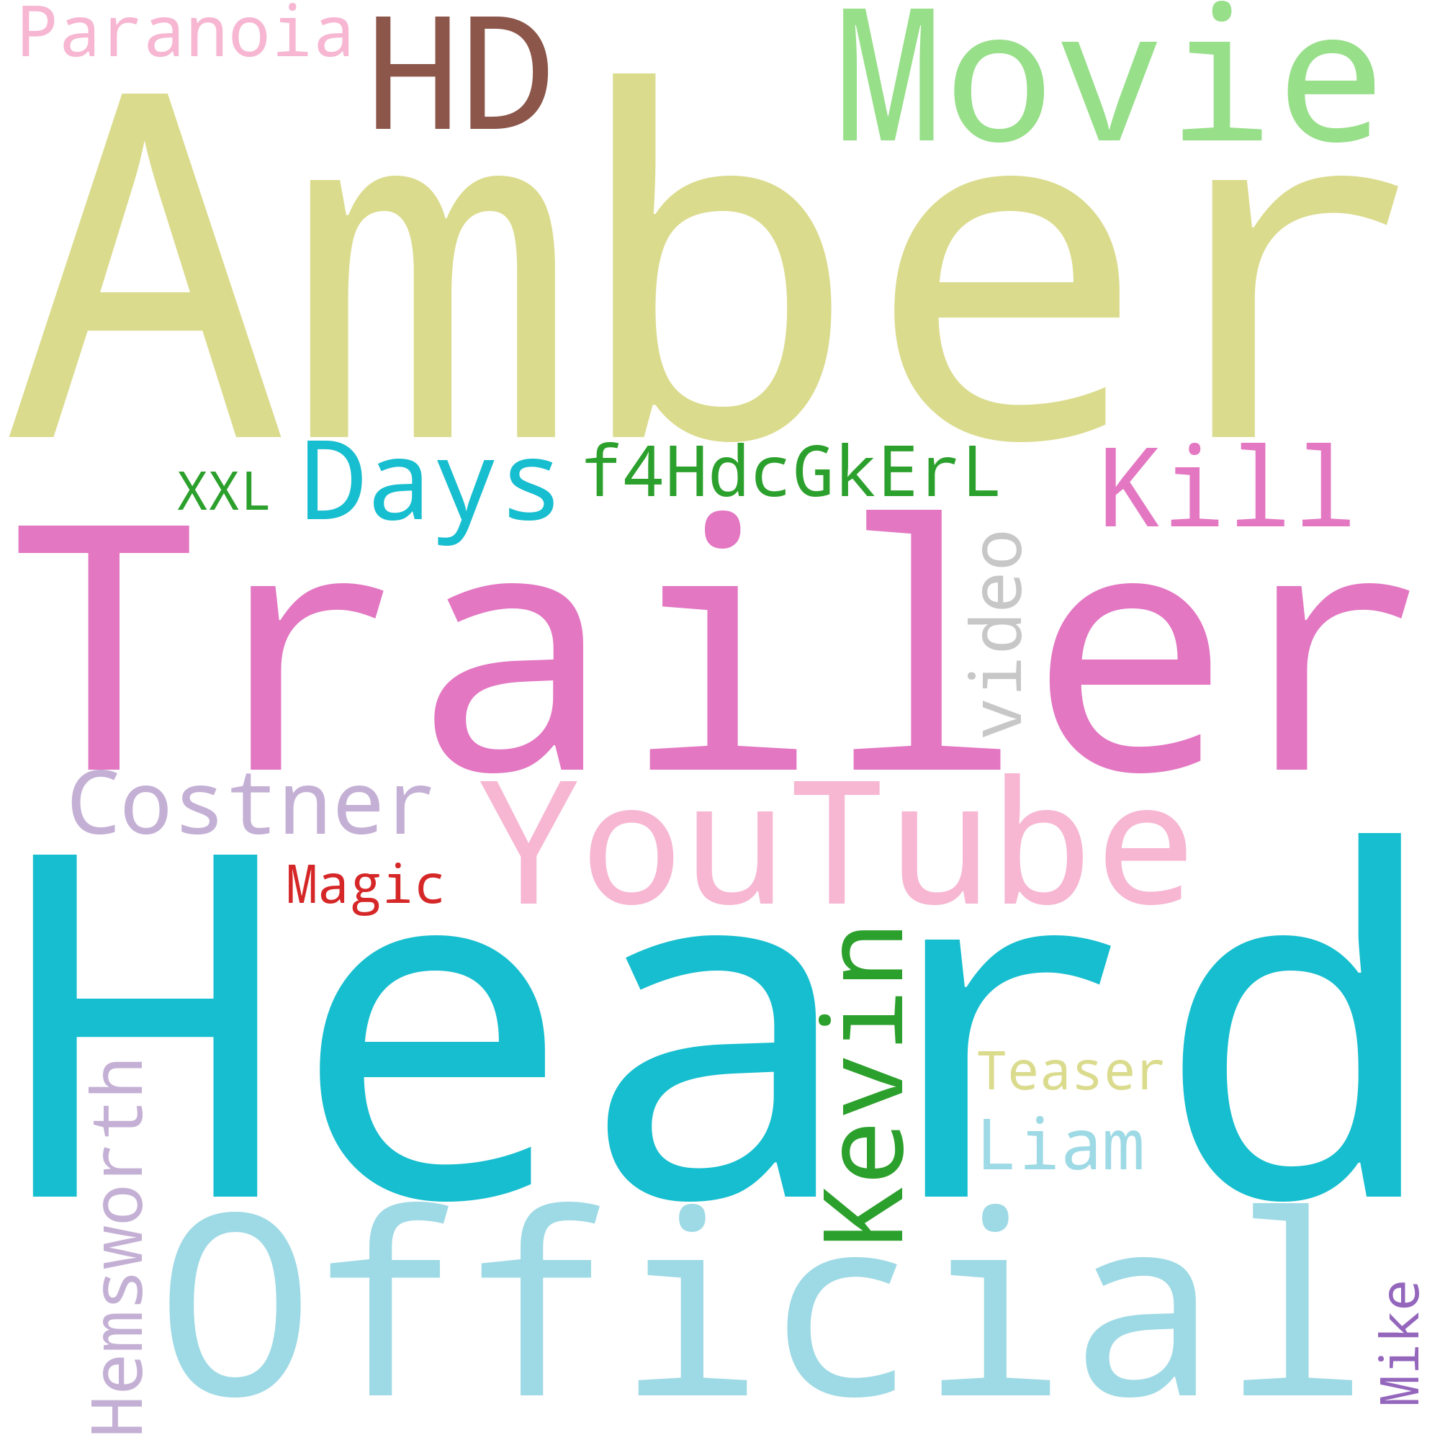 Paranoia
HD
Movie
Amber
XXL
Days
f4HdcGkErL
Kill
Trailer
video
Costner
YouTube
Magic
Heard
Kevin
Teaser
Liam
Hemsworth
Official
Mike